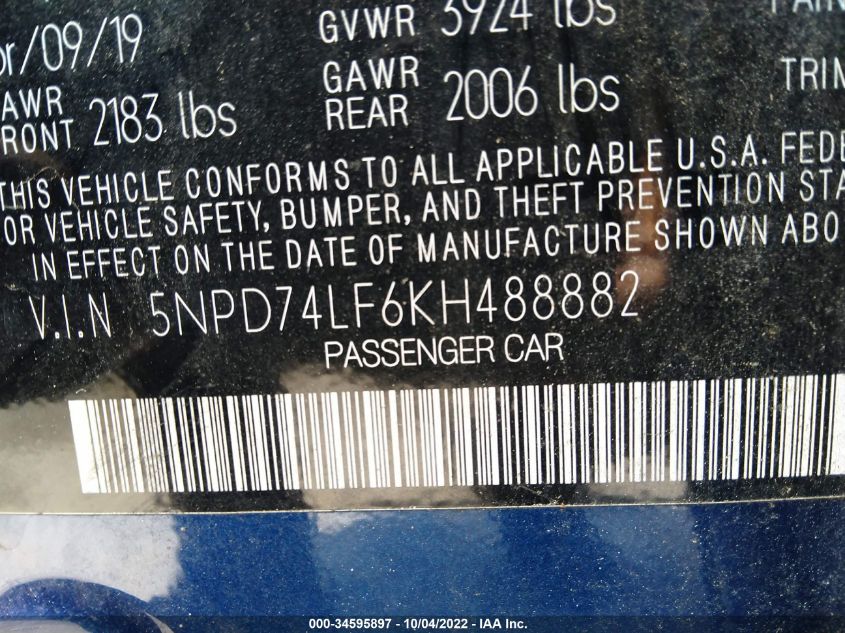 pr/09/19 GVWR 3924 lbs
AWR RONT 2183 lbs GAWR REAR 2006 lbs TRIM
THIS VEHICLE CONFORMS TO ALL APPLICABLE U.S.A. FEDE
OR VEHICLE SAFETY, BUMPER, AND THEFT PREVENTION STA
IN EFFECT ON THE DATE OF MANUFACTURE SHOWN ABO
V.I.N 5NPD74LF6KH488882
PASSENGER CAR
000-34595897 - 10/04/2022 - IAA Inc.